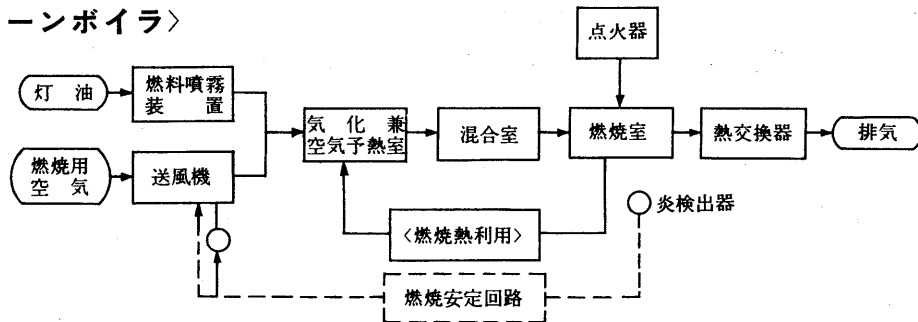 ーンボイラ〉
点火器
灯油
燃料噴霧
装置
気化兼
空気予熱室
混合室
燃焼室
熱交換器
排気
燃焼用
空気
送風機
炎検出器
〈燃焼熱利用〉
燃焼安定回路